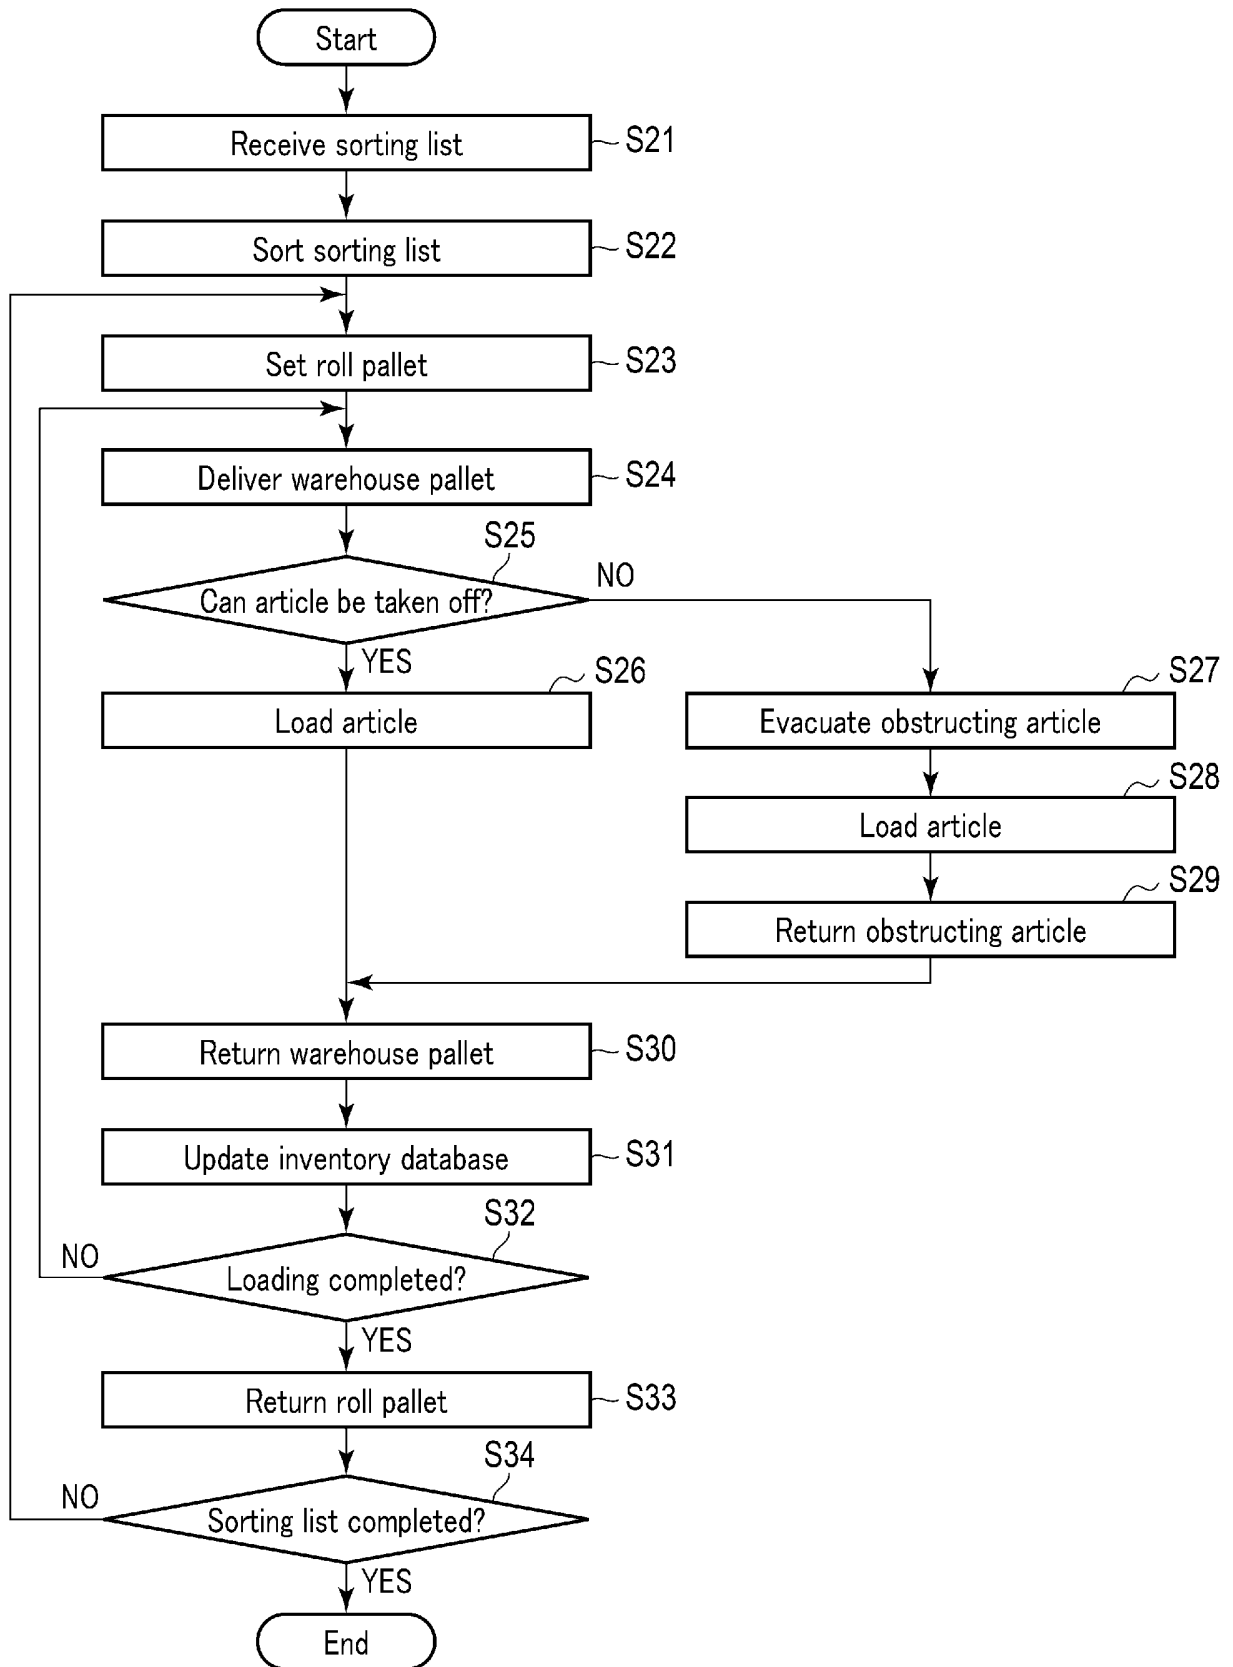 Start
Receive sorting list
S21
Sort sorting list
S22
Set roll pallet
S23
Deliver warehouse pallet
S24
S25
Can article be taken off?
NO
YES
S26
Load article
S27
Evacuate obstructing article
S28
Load article
S29
Return obstructing article
Return warehouse pallet
S30
Update inventory database
S31
S32
NO
Loading completed?
YES
Return roll pallet
S33
S34
NO
Sorting list completed?
YES
End